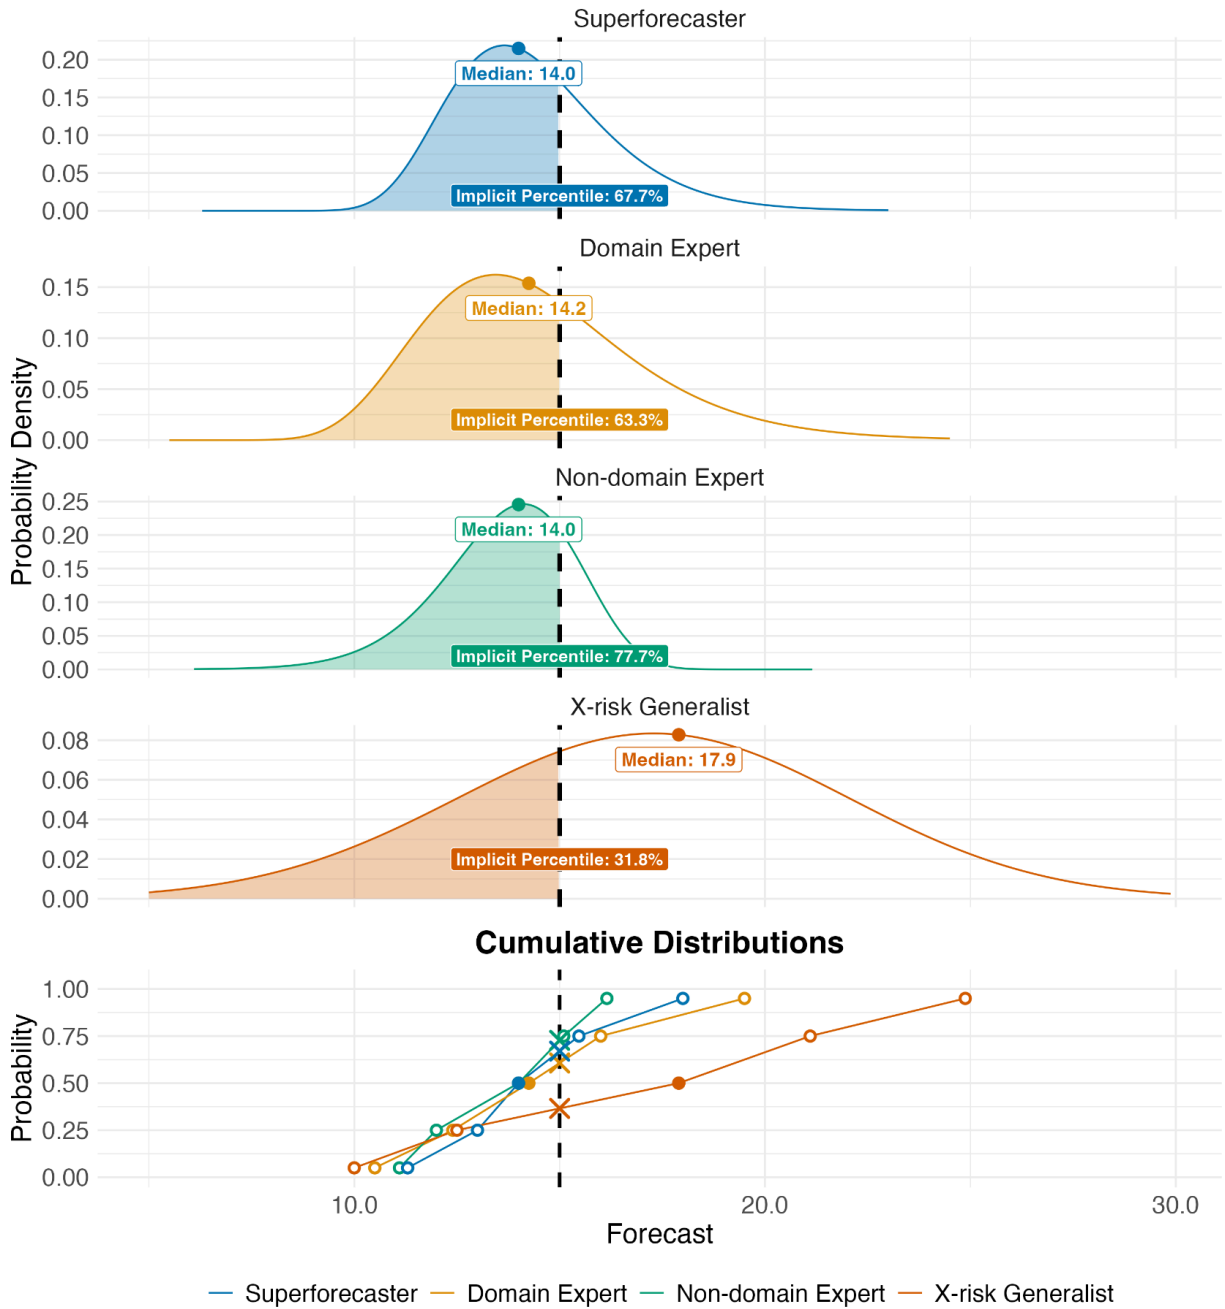 Superforecaster
0.20
0.15
0.10
0.05
0.00
Median: 14.0
Implicit Percentile: 67.7%
Domain Expert
0.15
0.10
0.05
0.00
Median: 14.2
Implicit Percentile: 63.3%
Probability Density
Non-domain Expert
0.25
0.20
0.15
0.10
0.05
0.00
Median: 14.0
Implicit Percentile: 77.7%
X-risk Generalist
0.08
0.06
0.04
0.02
0.00
Median: 17.9
Implicit Percentile: 31.8%
Cumulative Distributions
Probability
1.00
0.75
0.50
0.25
0.00
10.0 20.0 30.0
Forecast
Superforecaster Domain Expert Non-domain Expert X-risk Generalist